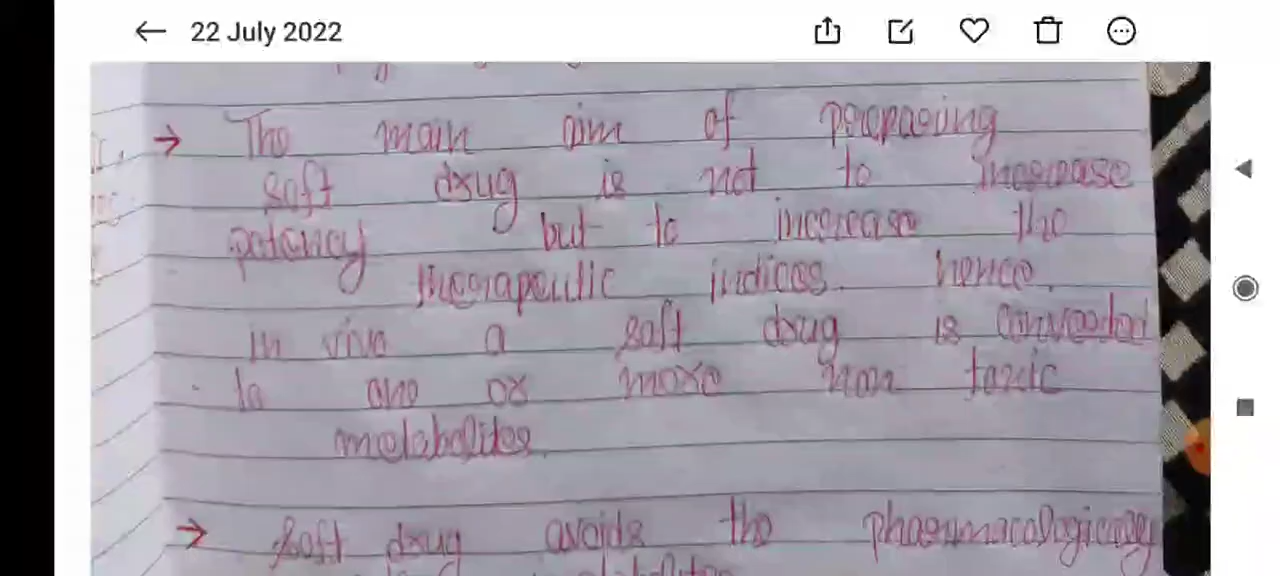 22 July 2022
→ The main aim of preparing
soft drug is not to increase
potency but to increase the
therapeutic indices. hence,
in vivo a soft drug is converted
to one or more non toxic
metabolites.
→ Soft drug avoids the pharmacologically
metabolites